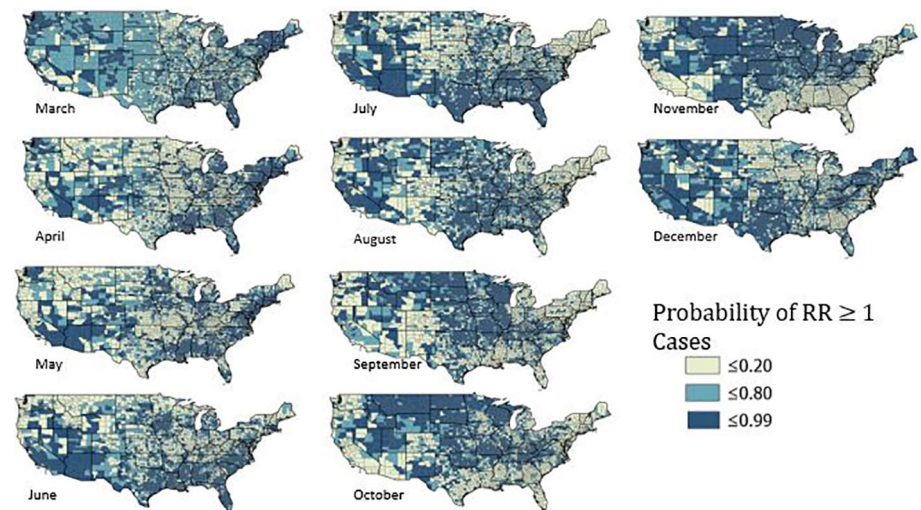 March
July
November
April
August
December
May
September
June
October
Probability of RR ≥ 1
Cases
≤0.20
≤0.80
≤0.99